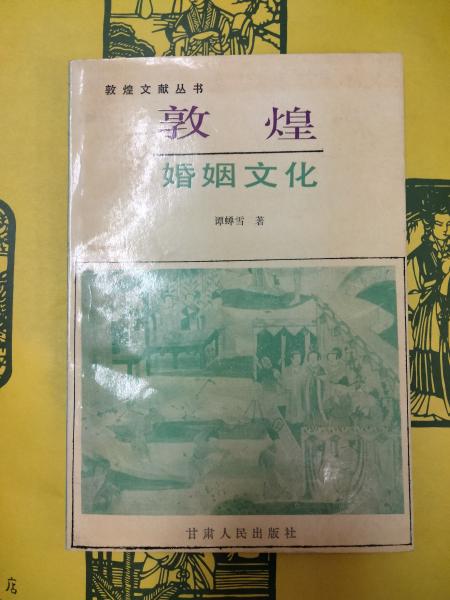 敦煌文献丛书
敦煌
婚姻文化
谭蝉雪 著
甘肃人民出版社
店